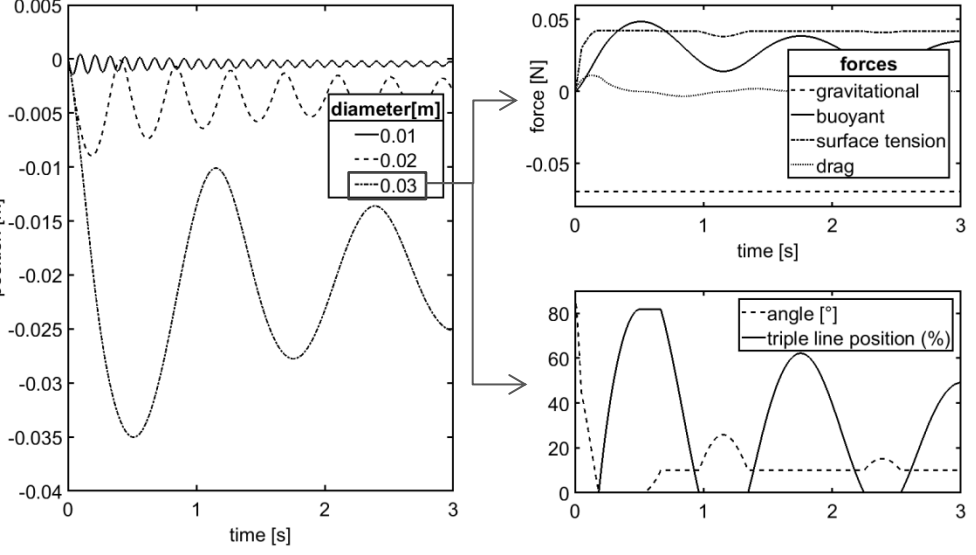 0.005
0
-0.005
-0.01
-0.015
-0.02
-0.025
-0.03
-0.035
-0.04
0 1 2 3
time [s]
diameter[m]
0.01
0.02
0.03
0.05
0
-0.05
force [N]
0 1 2 3
time [s]
forces
gravitational
buoyant
surface tension
drag
80
60
40
20
0
0 1 2 3
time [s]
angle [°]
triple line position (%)